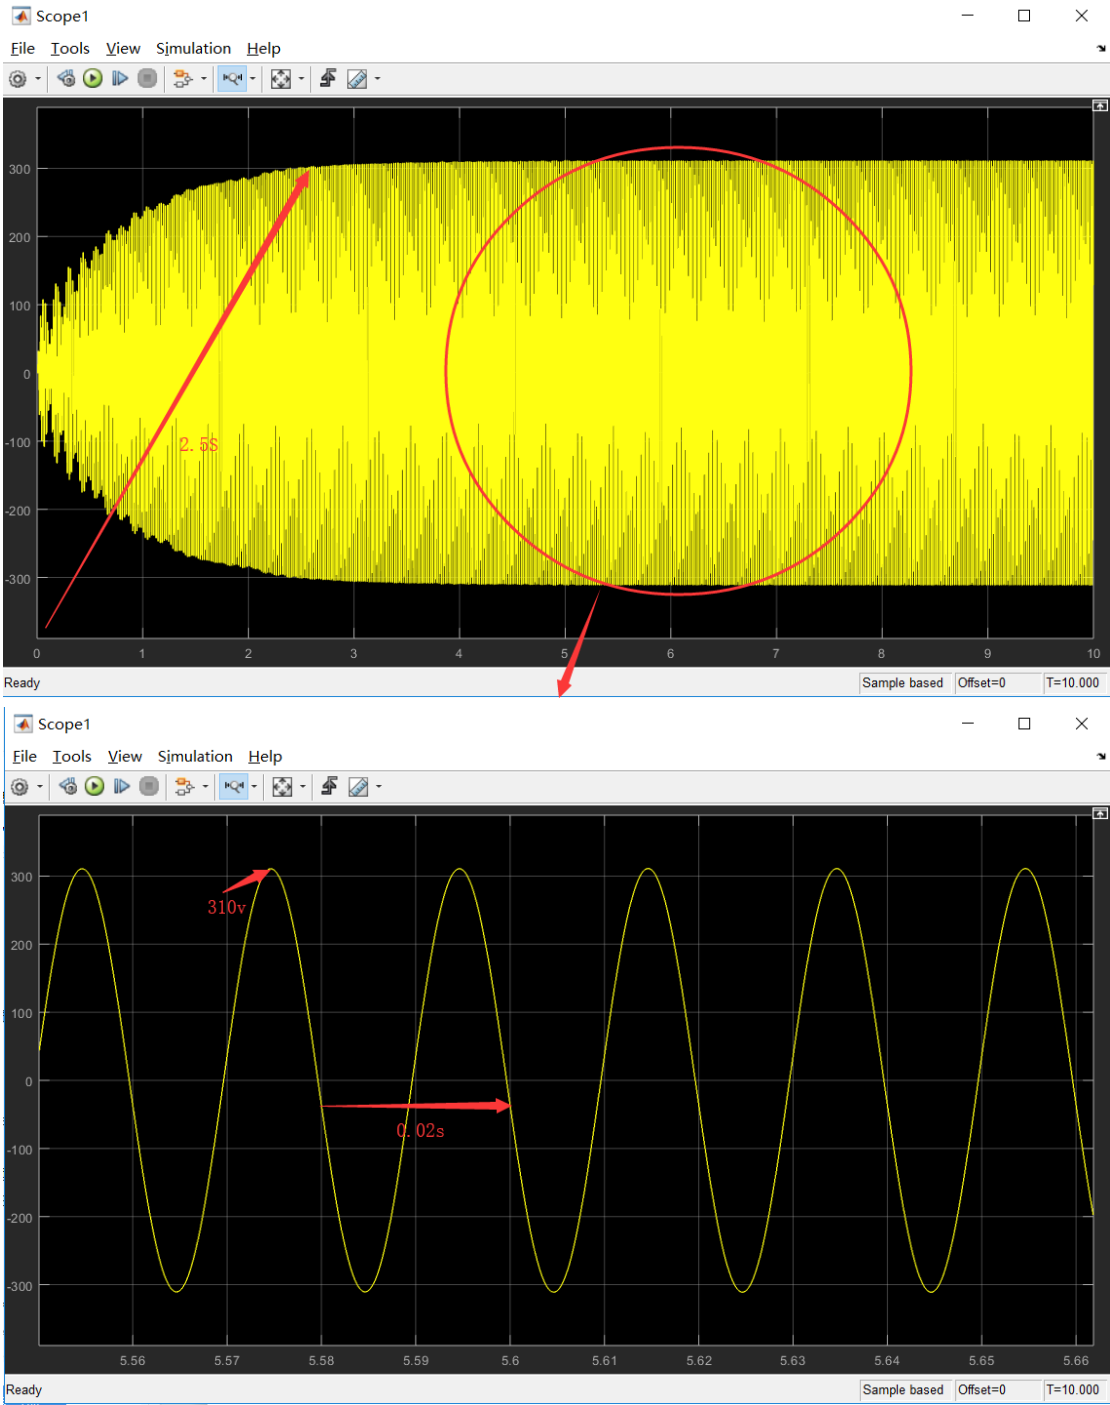 Scope1
File Tools View Simulation Help
300
200
100
0
-100
-200
-300
2.5S
0 1 2 3 4 5 6 7 8 9 10
Ready Sample based Offset=0 T=10.000
Scope1
File Tools View Simulation Help
300
200
100
0
-100
-200
-300
310v
0.02s
5.56 5.57 5.58 5.59 5.6 5.61 5.62 5.63 5.64 5.65 5.66
Ready Sample based Offset=0 T=10.000